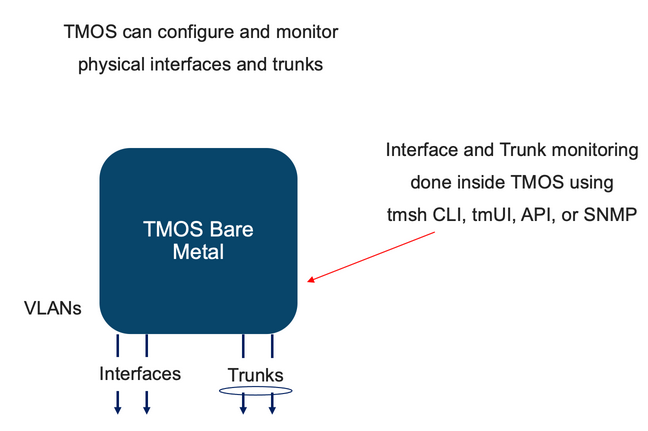 TMOS can configure and monitor
physical interfaces and trunks
Interface and Trunk monitoring
done inside TMOS using
tmsh CLI, tmUI, API, or SNMP
TMOS Bare
Metal
VLANs
Interfaces
Trunks